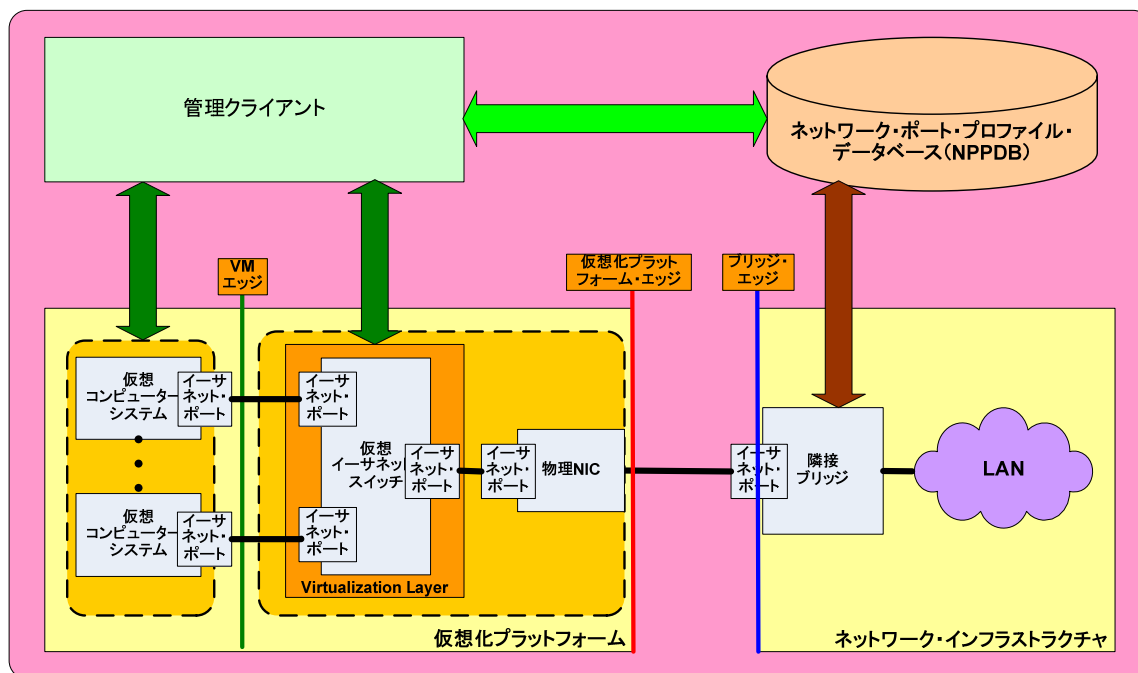 管理クライアント
ネットワーク・ポート・プロファイル・
データベース(NPPDB)
VM
エッジ
仮想化プラット
フォーム・エッジ
ブリッジ・
エッジ
仮想
コンピューター
システム
イーサ
ネット・
ポート
イーサ
ネット・
ポート
仮想
イーサネット
スイッチ
イーサ
ネット・
ポート
イーサ
ネット・
ポート
物理NIC
イーサ
ネット・
ポート
隣接
ブリッジ
LAN
仮想
コンピューター
システム
イーサ
ネット・
ポート
イーサ
ネット・
ポート
Virtualization Layer
仮想化プラットフォーム
ネットワーク・インフラストラクチャ